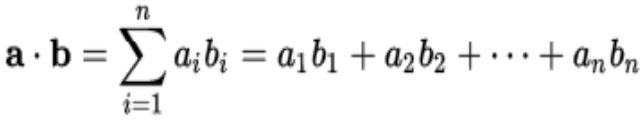 𝐚 · 𝐛 = ∑_{i=1}^{n} a_i b_i = a_1 b_1 + a_2 b_2 + ⋯ + a_n b_n